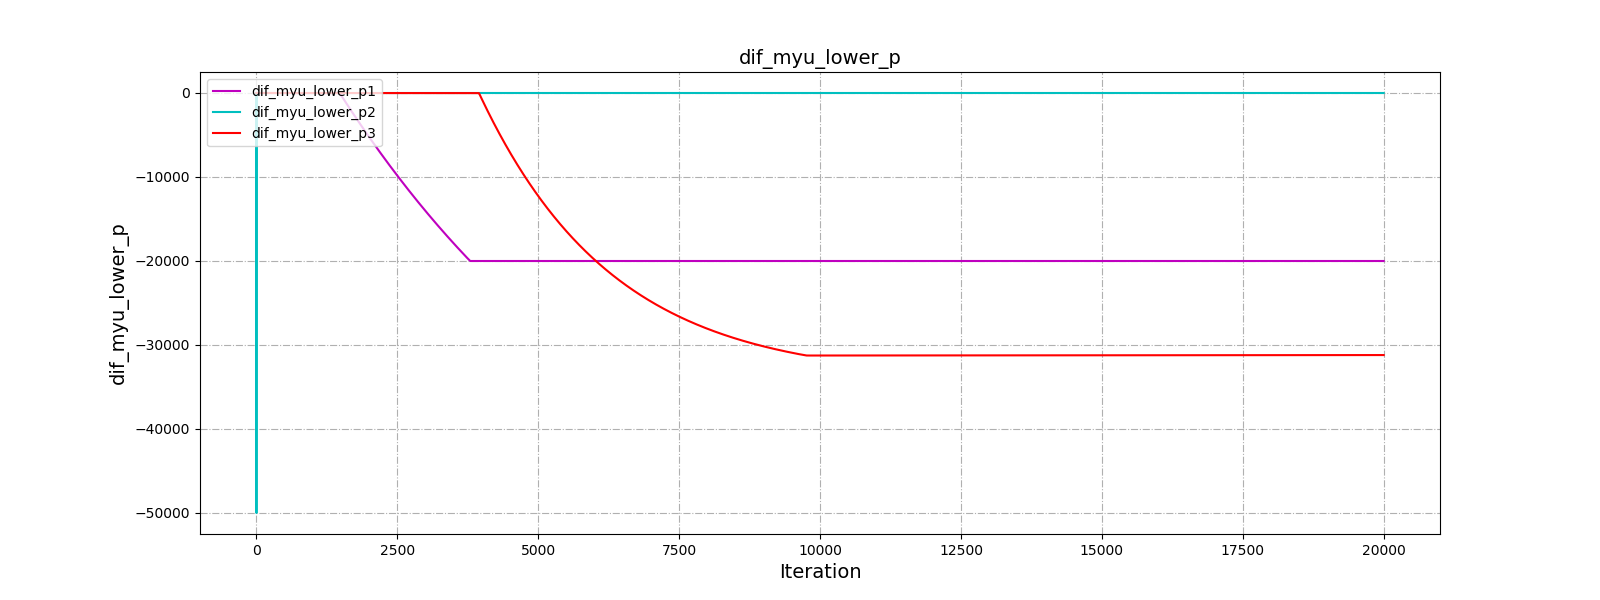 dif_myu_lower_p
dif_myu_lower_p1
dif_myu_lower_p2
dif_myu_lower_p3
0
−10000
−20000
−30000
−40000
−50000
dif_myu_lower_p
0 2500 5000 7500 10000 12500 15000 17500 20000
Iteration